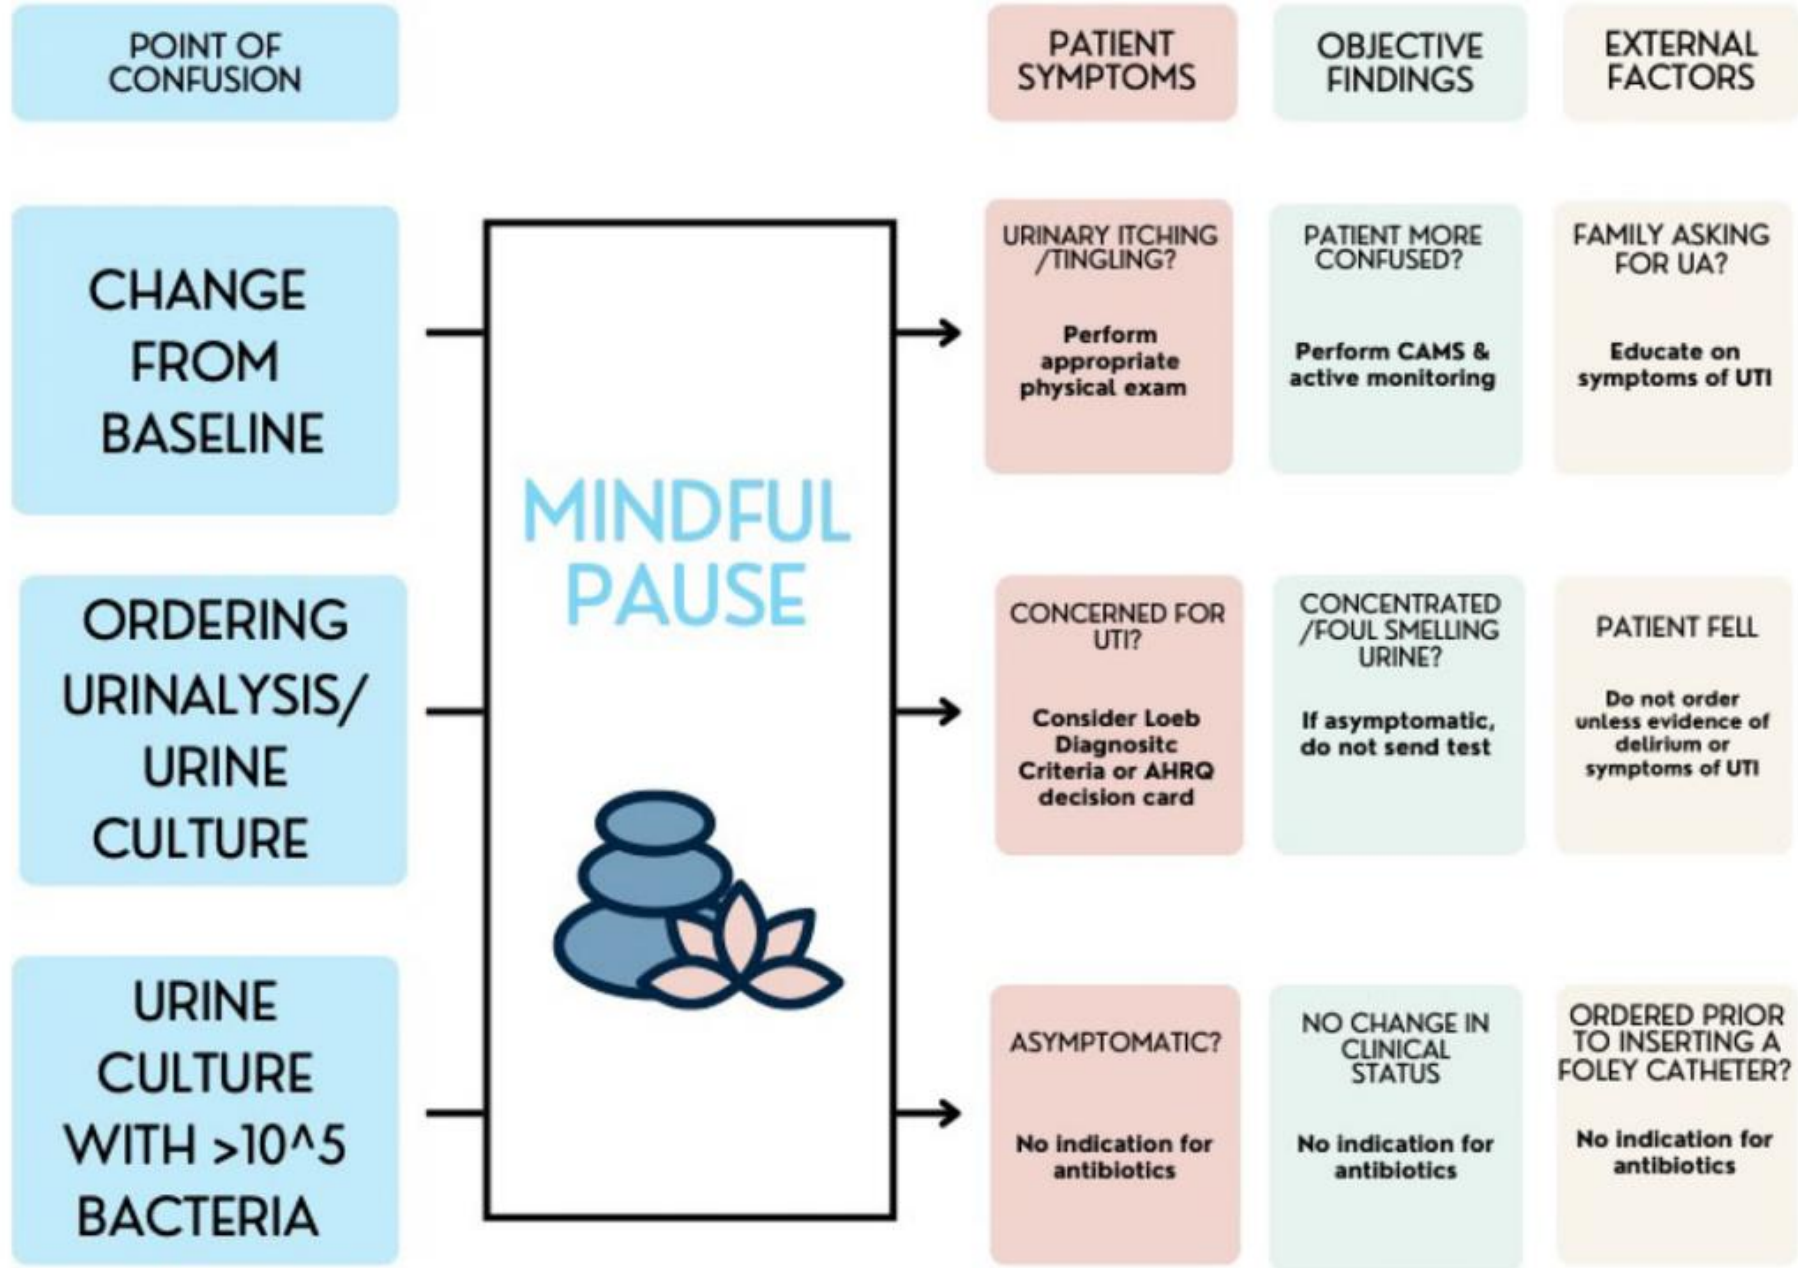 POINT OF
CONFUSION
PATIENT
SYMPTOMS
OBJECTIVE
FINDINGS
EXTERNAL
FACTORS
CHANGE
FROM
BASELINE
MINDFUL
PAUSE
URINARY ITCHING
/TINGLING?
Perform
appropriate
physical exam
PATIENT MORE
CONFUSED?
Perform CAMS &
active monitoring
FAMILY ASKING
FOR UA?
Educate on
symptoms of UTI
ORDERING
URINALYSIS/
URINE
CULTURE
CONCERNED FOR
UTI?
Consider Loeb
Diagnositc
Criteria or AHRQ
decision card
CONCENTRATED
/FOUL SMELLING
URINE?
If asymptomatic,
do not send test
PATIENT FELL
Do not order
unless evidence of
delirium or
symptoms of UTI
URINE
CULTURE
WITH >10^5
BACTERIA
ASYMPTOMATIC?
No indication for
antibiotics
NO CHANGE IN
CLINICAL
STATUS
No indication for
antibiotics
ORDERED PRIOR
TO INSERTING A
FOLEY CATHETER?
No indication for
antibiotics